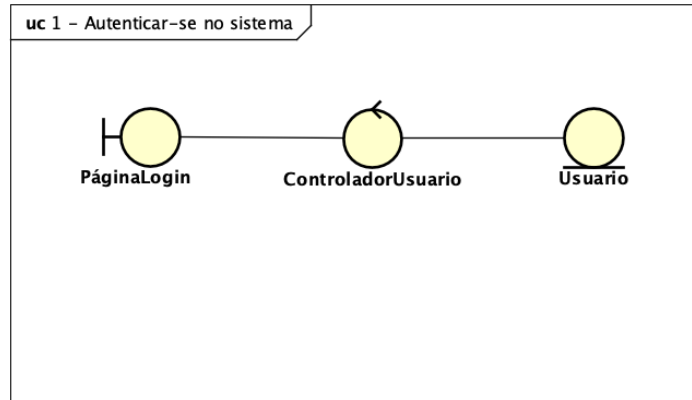 uc 1 - Autenticar-se no sistema
PáginaLogin
ControladorUsuario
Usuario